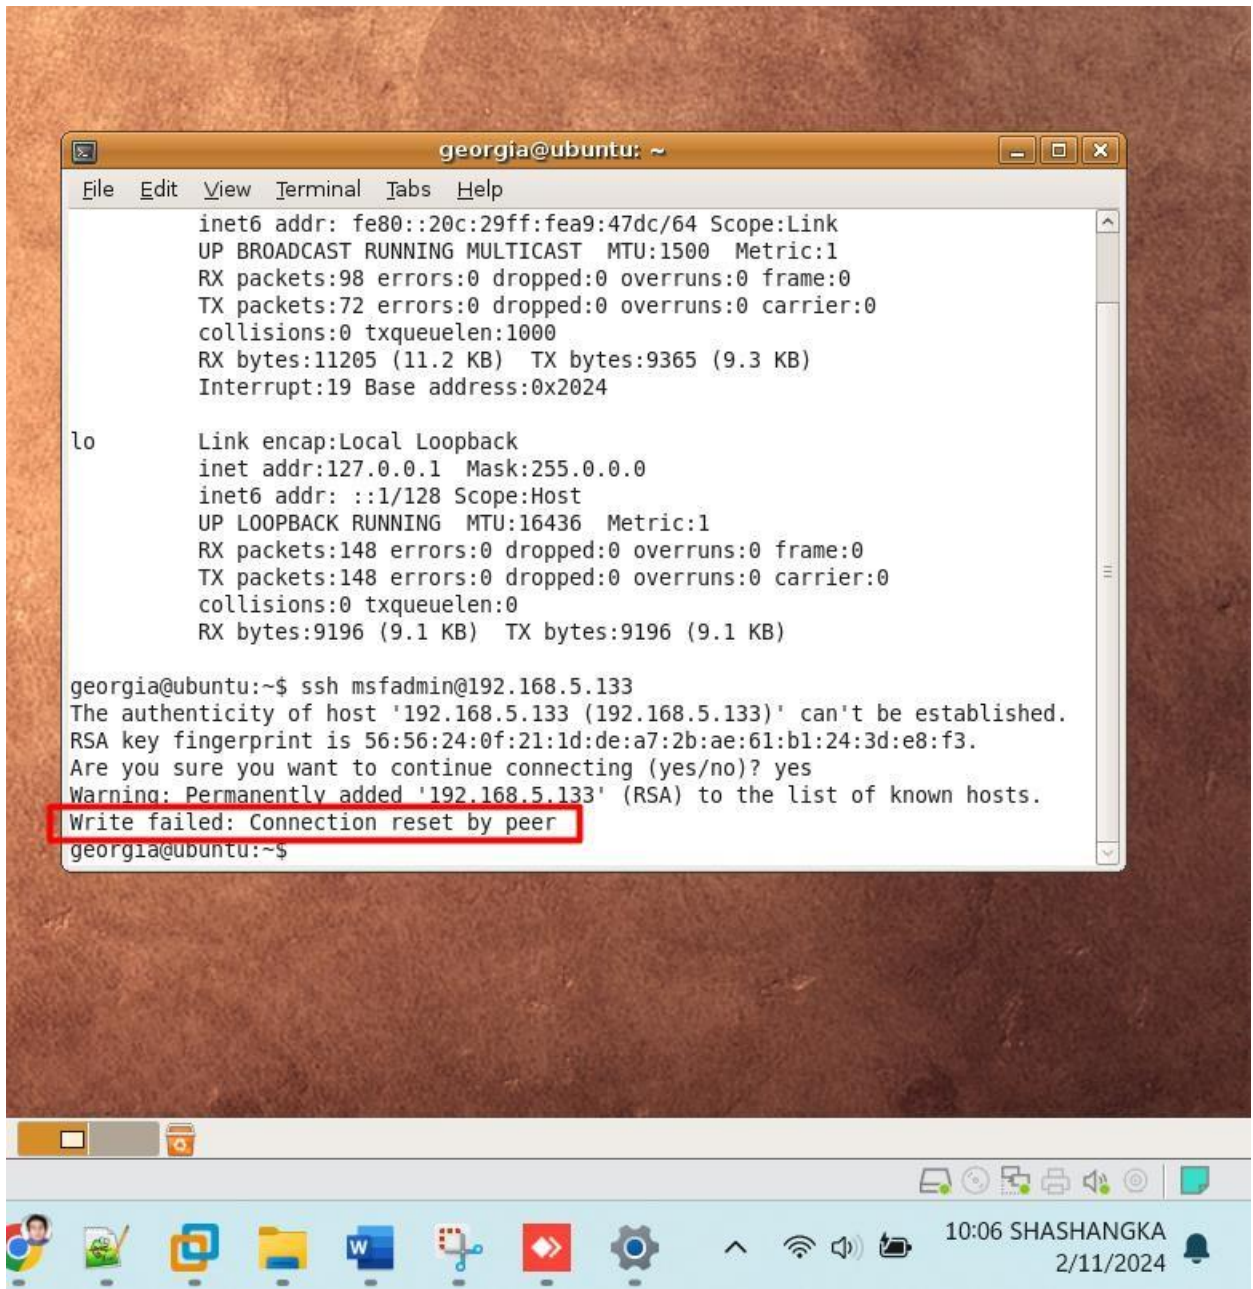 georgia@ubuntu: ~
File Edit View Terminal Tabs Help
inet6 addr: fe80::20c:29ff:fea9:47dc/64 Scope:Link
UP BROADCAST RUNNING MULTICAST  MTU:1500  Metric:1
RX packets:98 errors:0 dropped:0 overruns:0 frame:0
TX packets:72 errors:0 dropped:0 overruns:0 carrier:0
collisions:0 txqueuelen:1000
RX bytes:11205 (11.2 KB)  TX bytes:9365 (9.3 KB)
Interrupt:19 Base address:0x2024
lo        Link encap:Local Loopback
inet addr:127.0.0.1  Mask:255.0.0.0
inet6 addr: ::1/128 Scope:Host
UP LOOPBACK RUNNING  MTU:16436  Metric:1
RX packets:148 errors:0 dropped:0 overruns:0 frame:0
TX packets:148 errors:0 dropped:0 overruns:0 carrier:0
collisions:0 txqueuelen:0
RX bytes:9196 (9.1 KB)  TX bytes:9196 (9.1 KB)
georgia@ubuntu:~$ ssh msfadmin@192.168.5.133
The authenticity of host '192.168.5.133 (192.168.5.133)' can't be established.
RSA key fingerprint is 56:56:24:0f:21:1d:de:a7:2b:ae:61:b1:24:3d:e8:f3.
Are you sure you want to continue connecting (yes/no)? yes
Warning: Permanently added '192.168.5.133' (RSA) to the list of known hosts.
Write failed: Connection reset by peer
georgia@ubuntu:~$
W
10:06 SHASHANGKA
2/11/2024